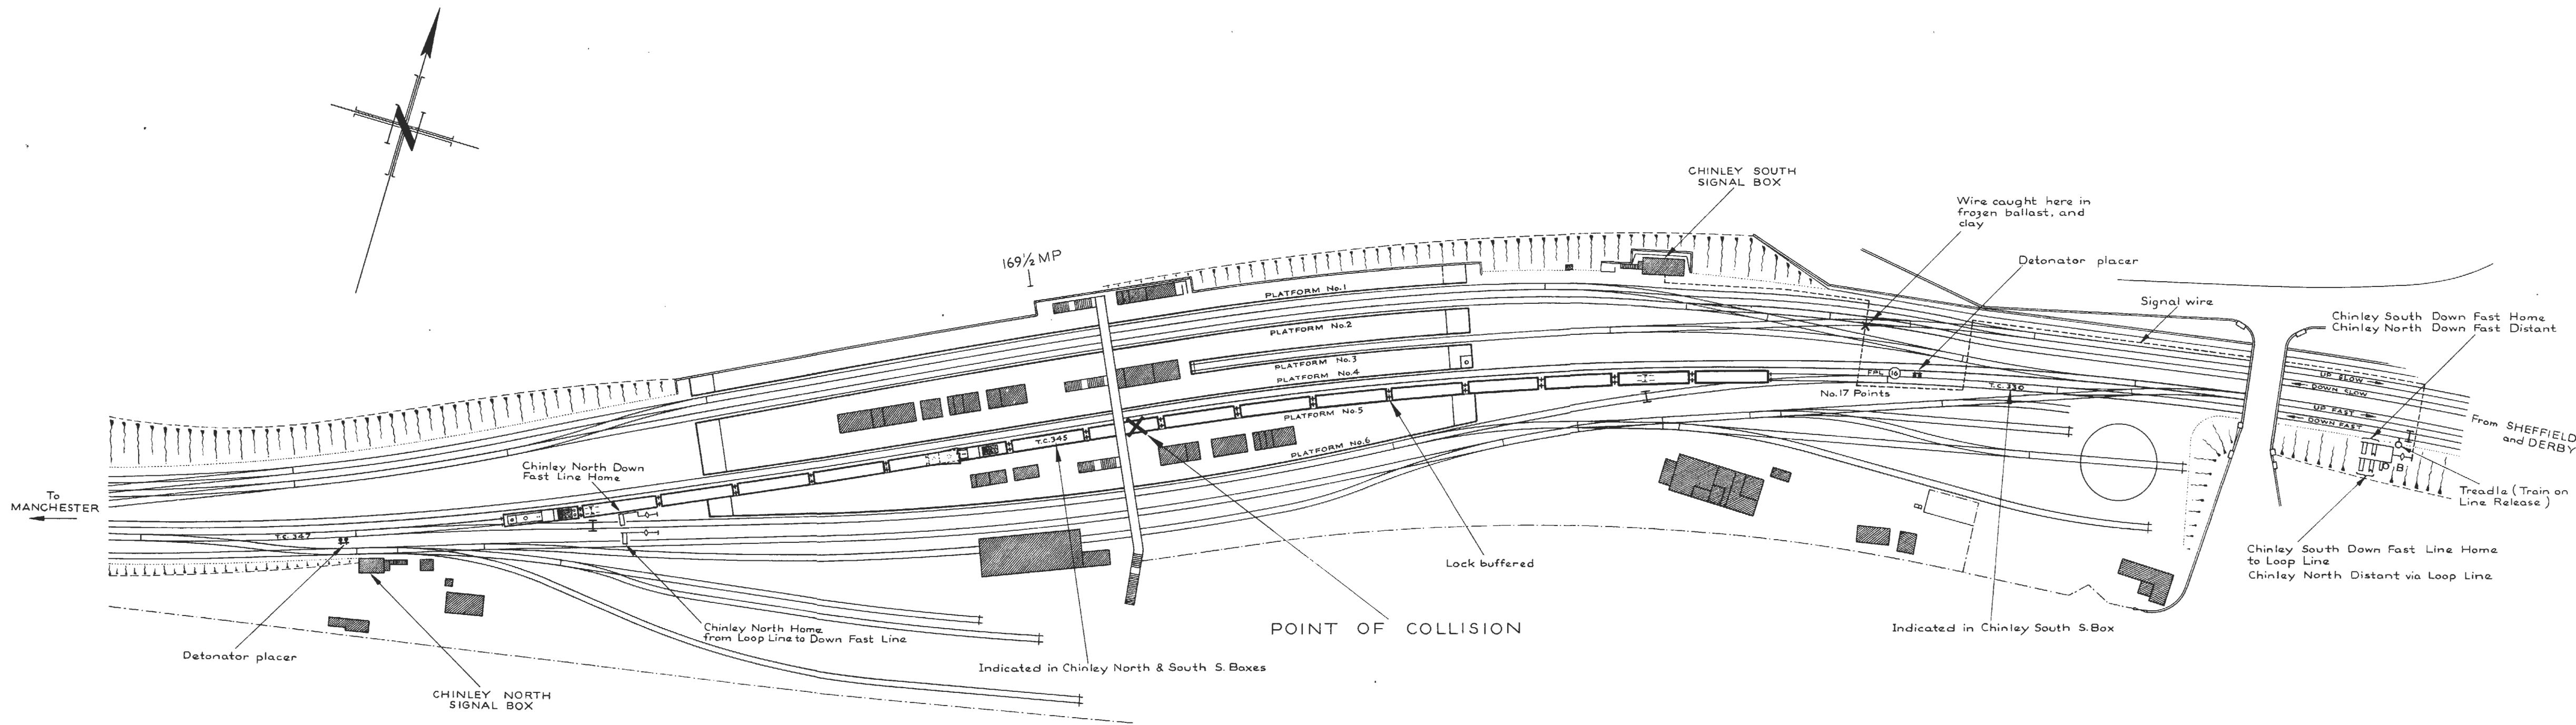 N
CHINLEY SOUTH
SIGNAL BOX
Wire caught here in
frozen ballast, and
clay
169½ MP
Detonator placer
PLATFORM No.1
Signal wire
Chinley South Down Fast Home
Chinley North Down Fast Distant
PLATFORM No.2
PLATFORM No.3
PLATFORM No.4
FPL 16
T.C. 330
No.17 Points
UP SLOW
DOWN SLOW
UP FAST
DOWN FAST
From SHEFFIELD
and DERBY
PLATFORM No.5
T.C.345
PLATFORM No.6
Chinley North Down
Fast Line Home
B
Treadle (Train on
Line Release)
To
MANCHESTER
T.C. 347
Lock buffered
Chinley South Down Fast Line Home
to Loop Line
Chinley North Distant via Loop Line
Chinley North Home
from Loop Line to Down Fast Line
POINT OF COLLISION
Indicated in Chinley South S.Box
Detonator placer
Indicated in Chinley North & South S. Boxes
CHINLEY NORTH
SIGNAL BOX